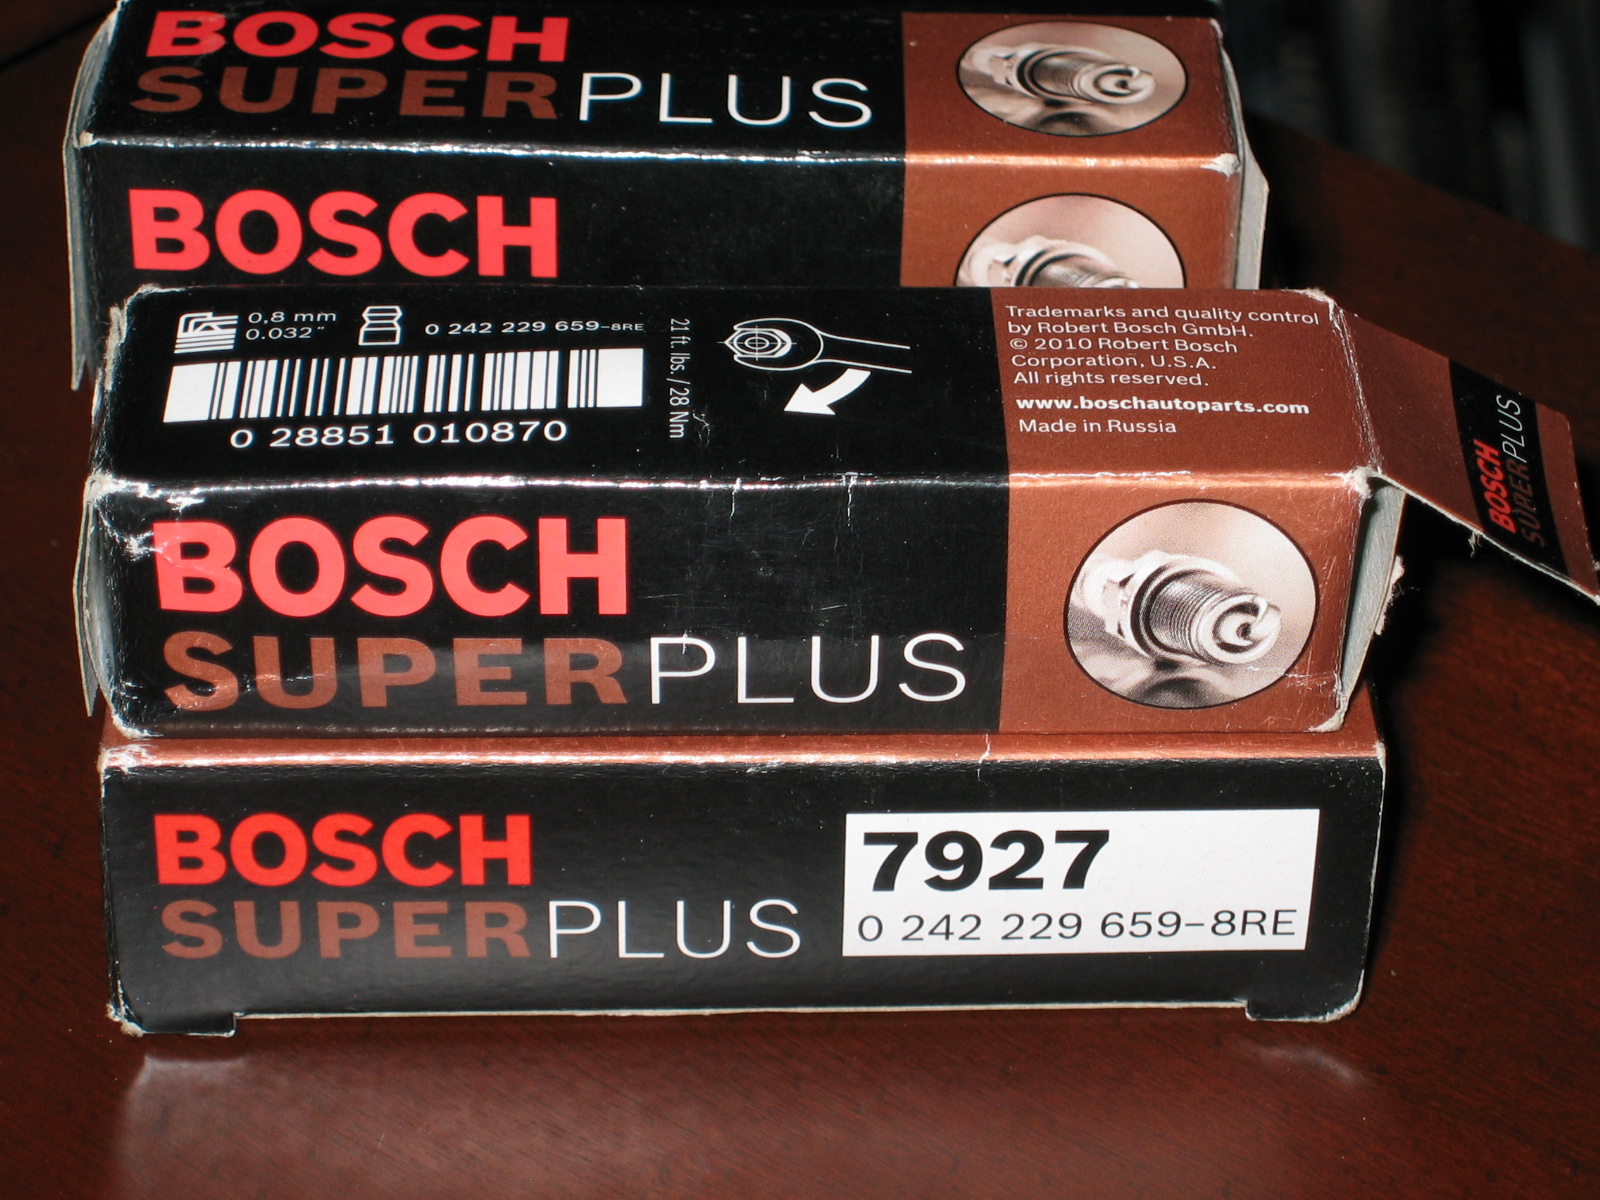 BOSCH
SUPERPLUS
BOSCH
0,8 mm
0.032"
0 242 229 659-8RE
0 28851 010870
21 ft. lbs. / 28 Nm
Trademarks and quality control
by Robert Bosch GmbH.
© 2010 Robert Bosch
Corporation, U.S.A.
All rights reserved.
www.boschautoparts.com
Made in Russia
BOSCH
SUPERPLUS
BOSCH
SUPERPLUS
BOSCH
SUPERPLUS
7927
0 242 229 659-8RE